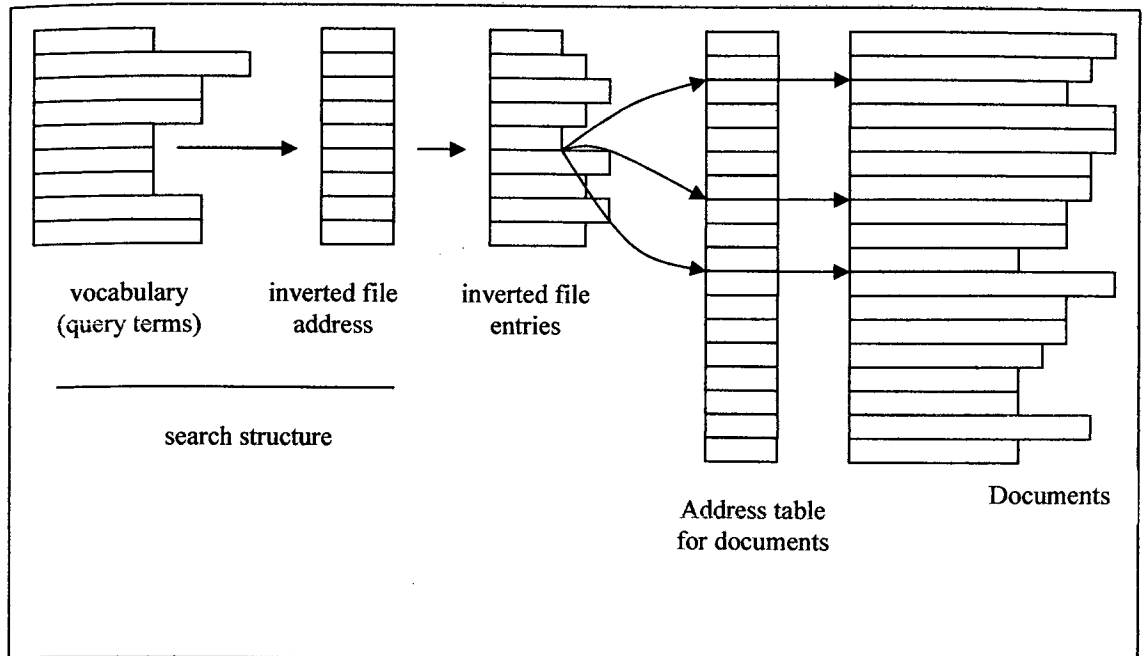 vocabulary
(query terms)
inverted file
address
inverted file
entries
search structure
Address table
for documents
Documents